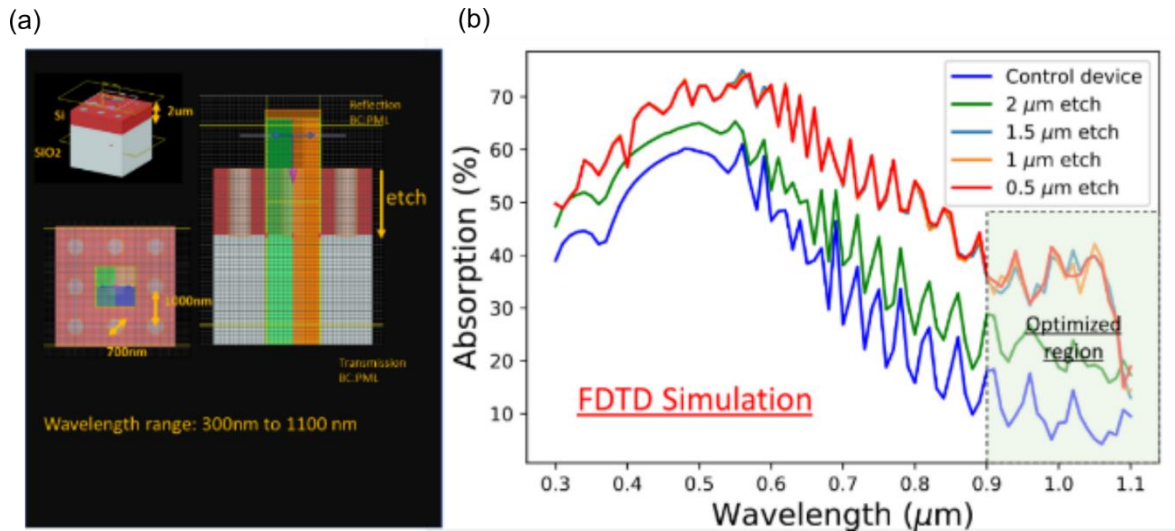 (a)
(b)
Si
2um
SiO2
Reflection
BC:PML
etch
1000nm
700nm
Transmission
BC:PML
Wavelength range: 300nm to 1100 nm
Absorption (%)
70
60
50
40
30
20
10
Control device
2 μm etch
1.5 μm etch
1 μm etch
0.5 μm etch
Optimized
region
FDTD Simulation
0.3 0.4 0.5 0.6 0.7 0.8 0.9 1.0 1.1
Wavelength (μm)